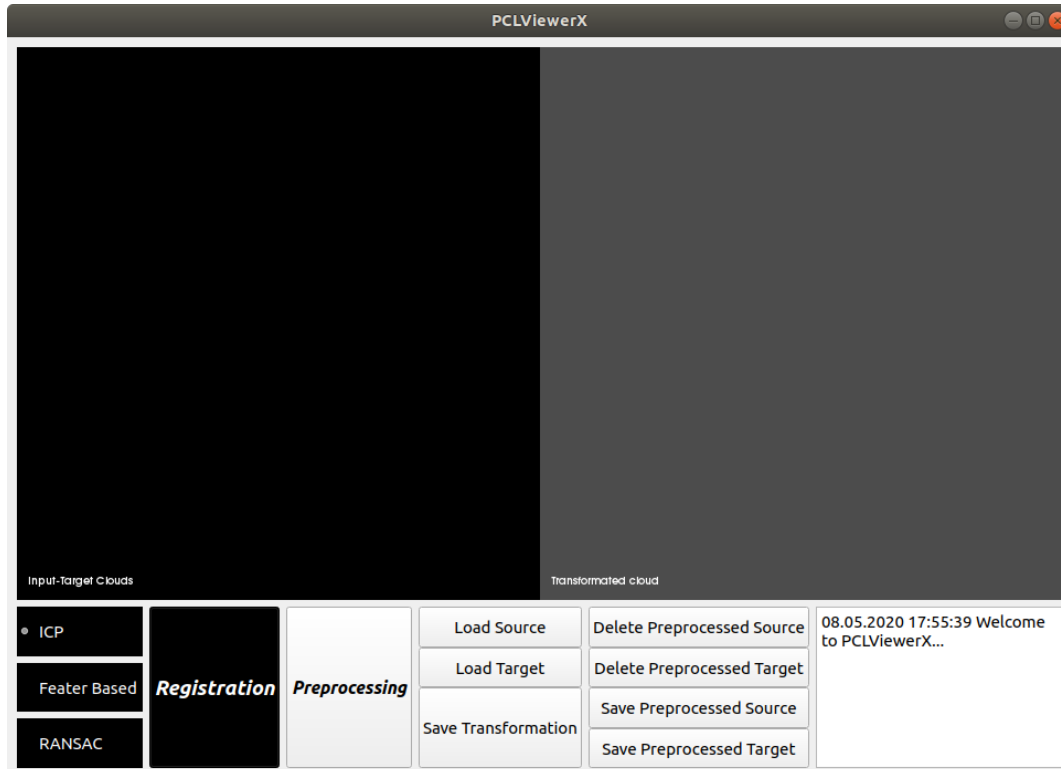 PCLViewerX
Input-Target Clouds
Transformated cloud
ICP
Feater Based
RANSAC
Registration
Preprocessing
Load Source
Load Target
Save Transformation
Delete Preprocessed Source
Delete Preprocessed Target
Save Preprocessed Source
Save Preprocessed Target
08.05.2020 17:55:39 Welcome
to PCLViewerX...